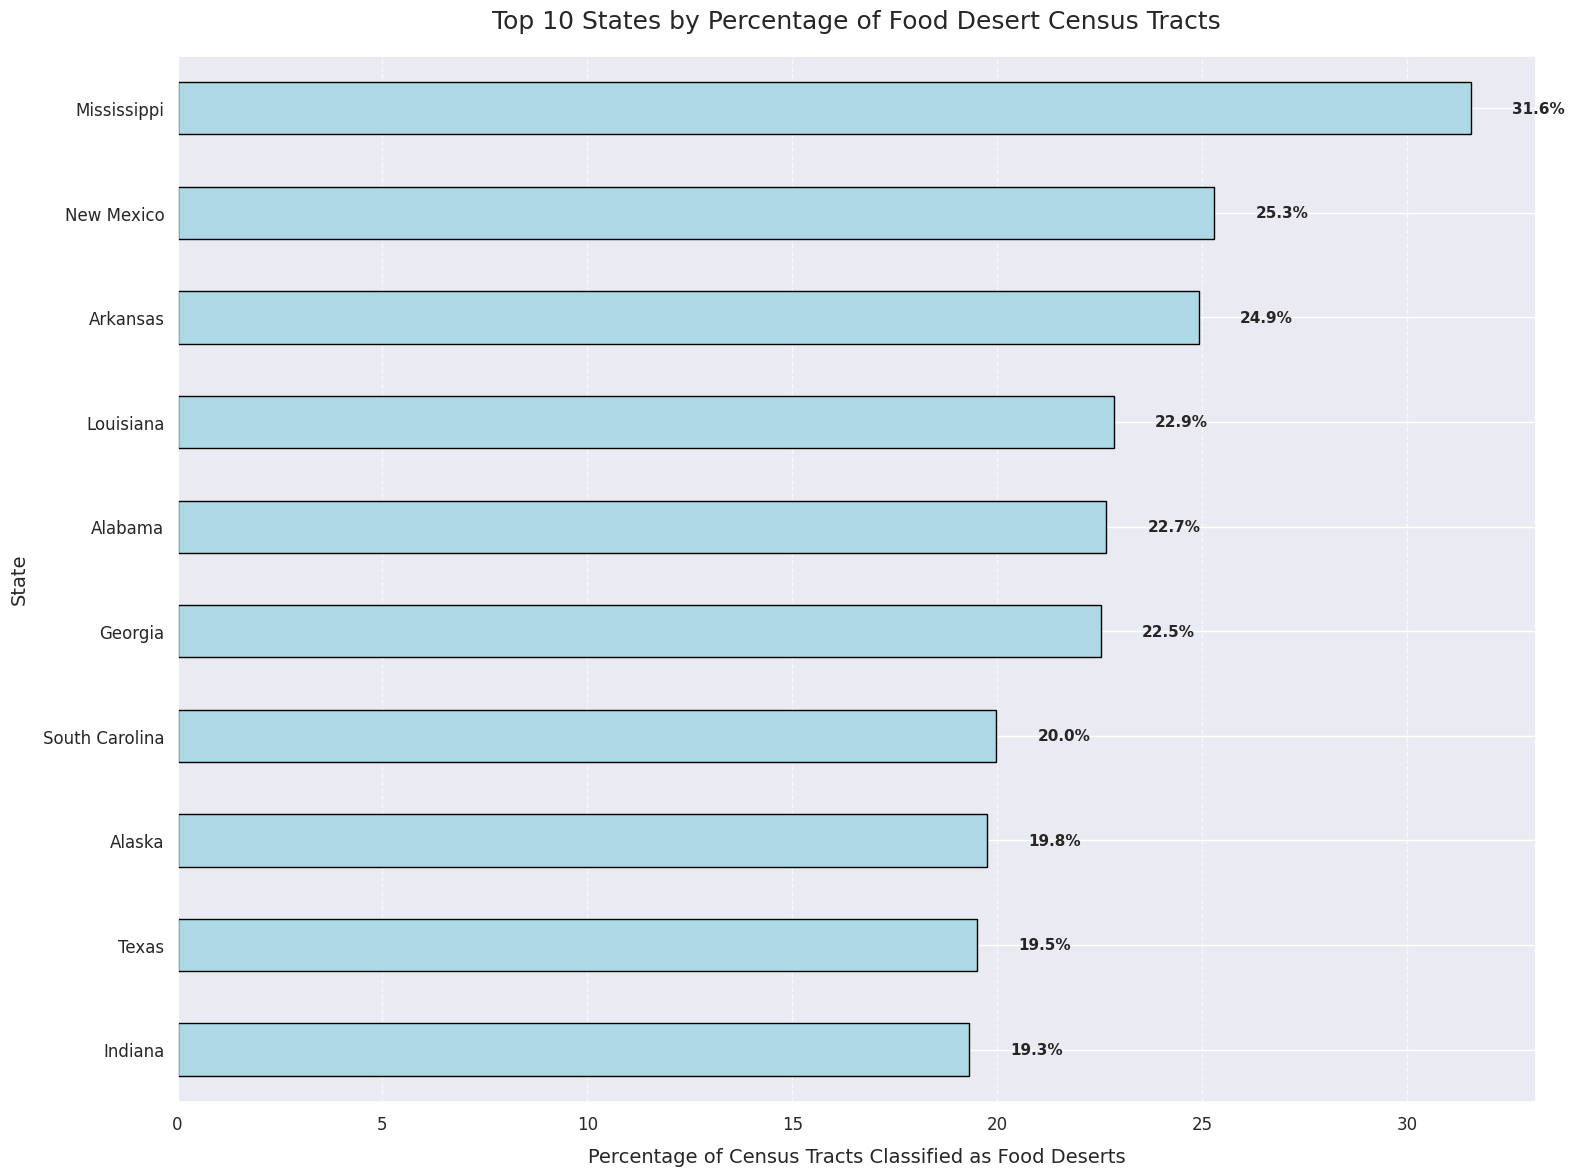 Top 10 States by Percentage of Food Desert Census Tracts
Mississippi 31.6%
New Mexico 25.3%
Arkansas 24.9%
Louisiana 22.9%
Alabama 22.7%
State
Georgia 22.5%
South Carolina 20.0%
Alaska 19.8%
Texas 19.5%
Indiana 19.3%
0 5 10 15 20 25 30
Percentage of Census Tracts Classified as Food Deserts